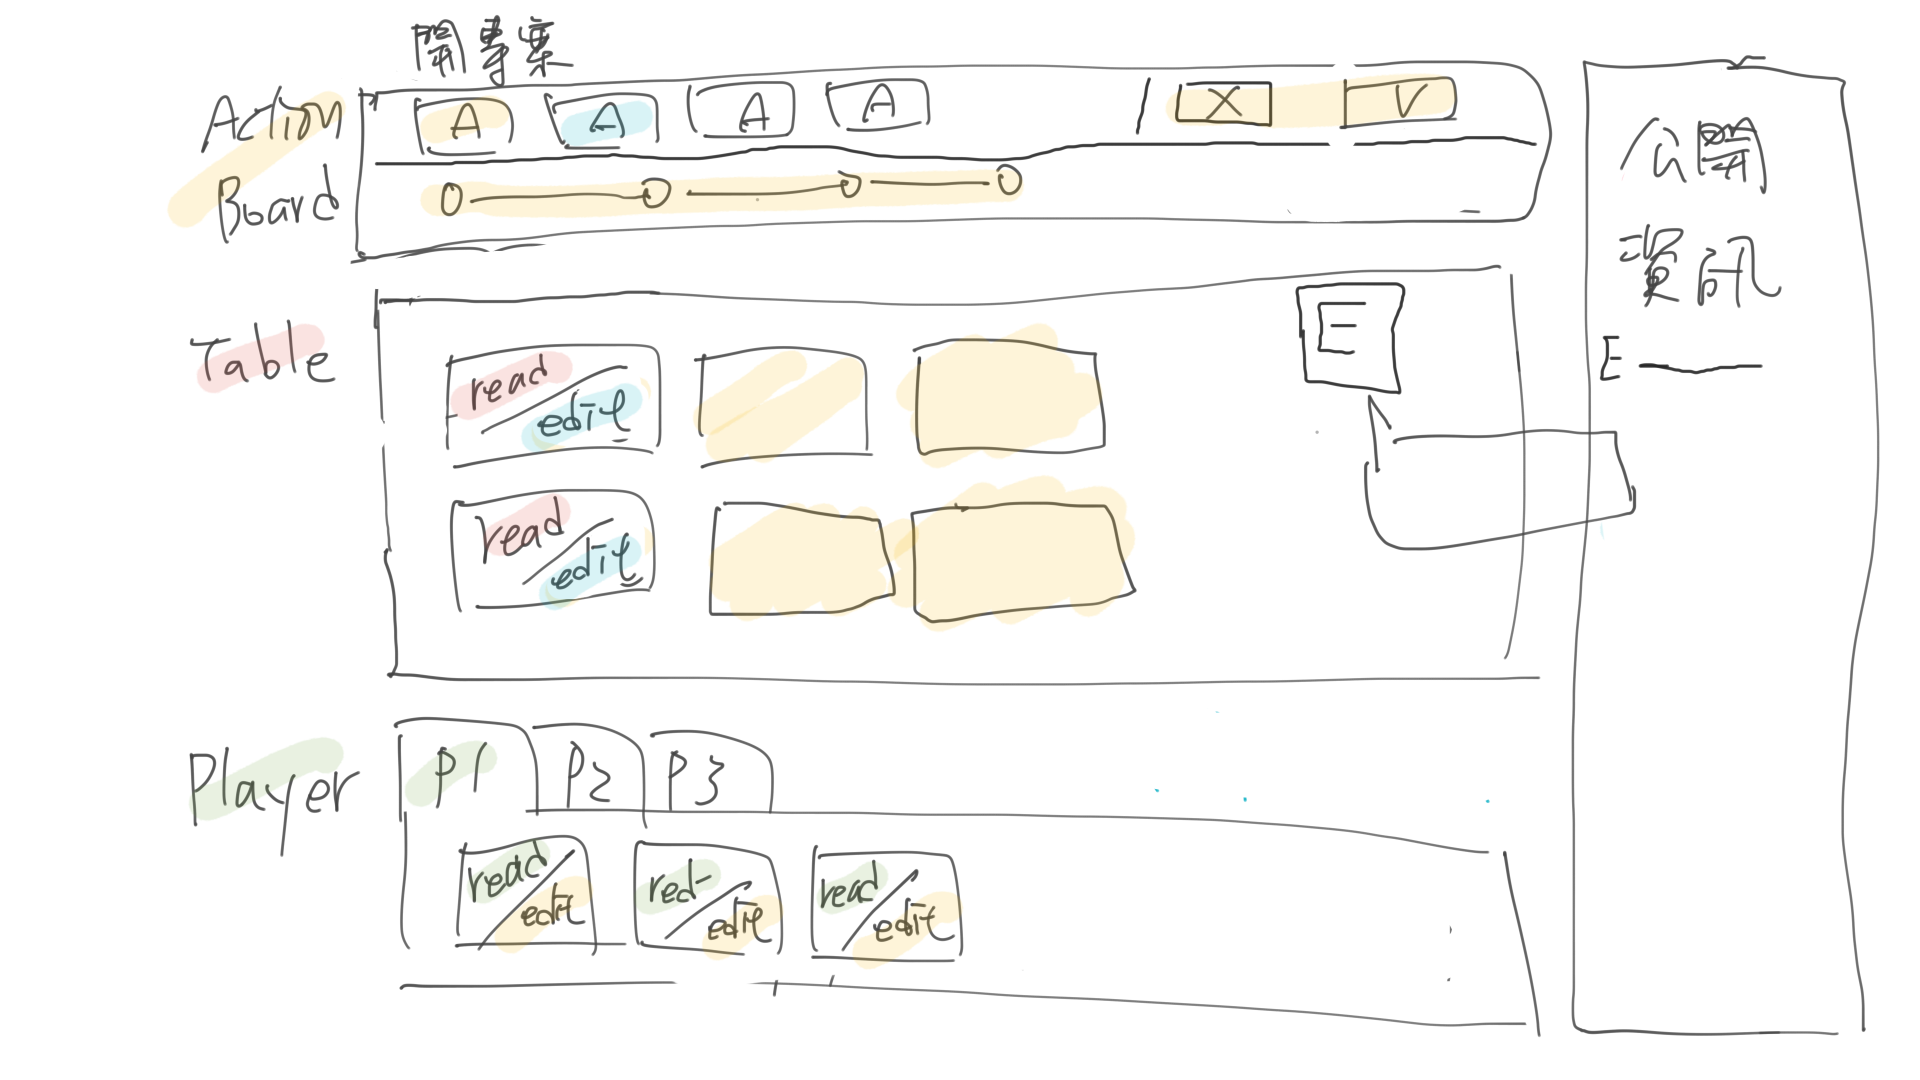 開專案
Action
Board
A A A A X V
公開
資訊
E
Table
read/edit
E
read/edit
Player
P1 P2 P3
read/edit red-/edit read/edit